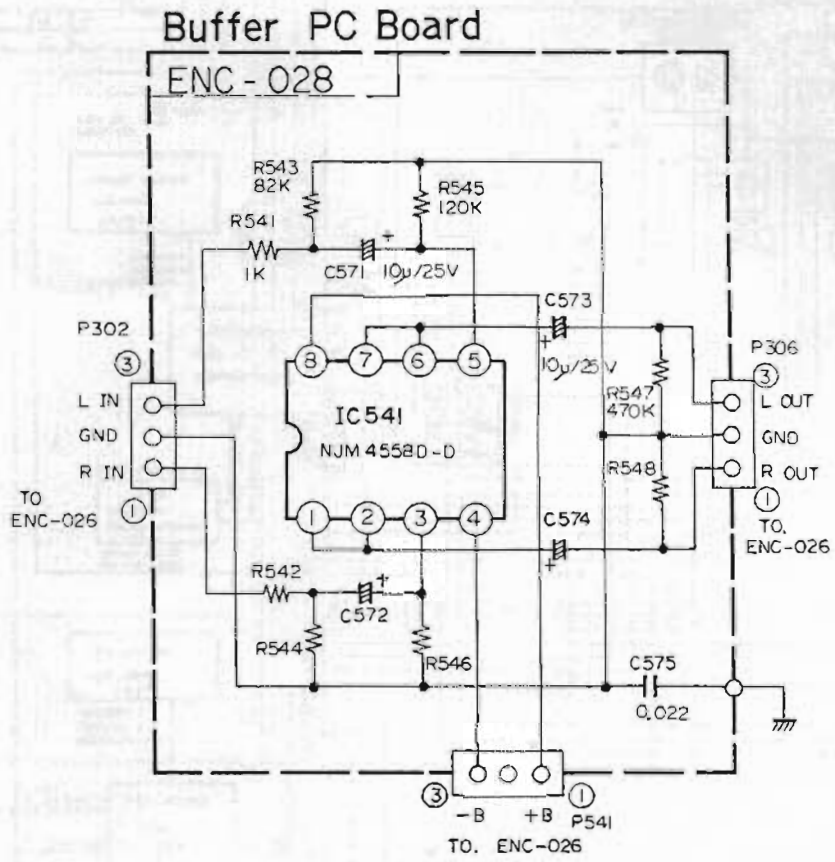 Buffer PC Board
ENC-028
R543
82K
R545
120K
R541
1K
+
C571
10μ/25V
C573
+
10μ/25V
P302
③
L IN
GND
R IN
①
TO
ENC-026
8
7
6
5
IC541
NJM 4558D-D
1
2
3
4
R547
470K
R548
P306
③
L OUT
GND
R OUT
①
TO.
ENC-026
C574
+
R542
+
C572
R544
R546
C575
0.022
③
-B
+B
①
P541
TO. ENC-026